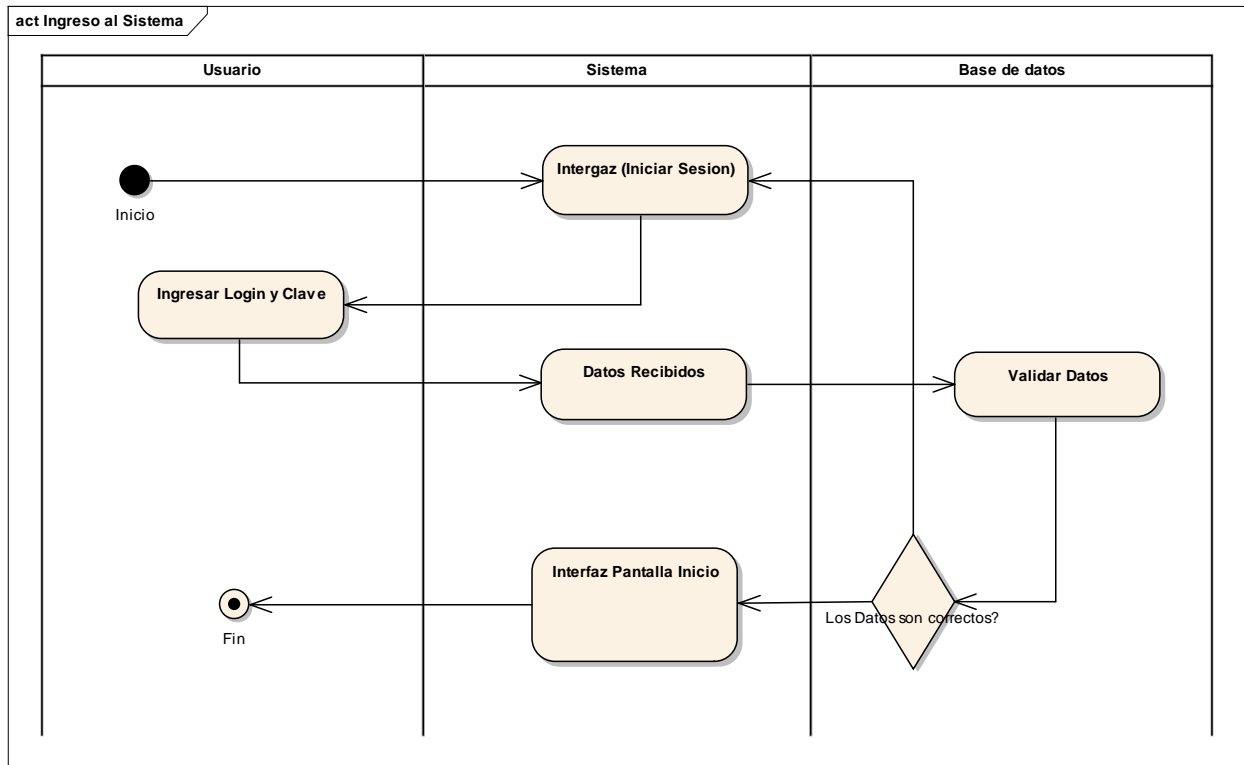 act Ingreso al Sistema
Usuario
Sistema
Base de datos
Intergaz (Iniciar Sesion)
Inicio
Ingresar Login y Clave
Datos Recibidos
Validar Datos
Interfaz Pantalla Inicio
Los Datos son correctos?
Fin